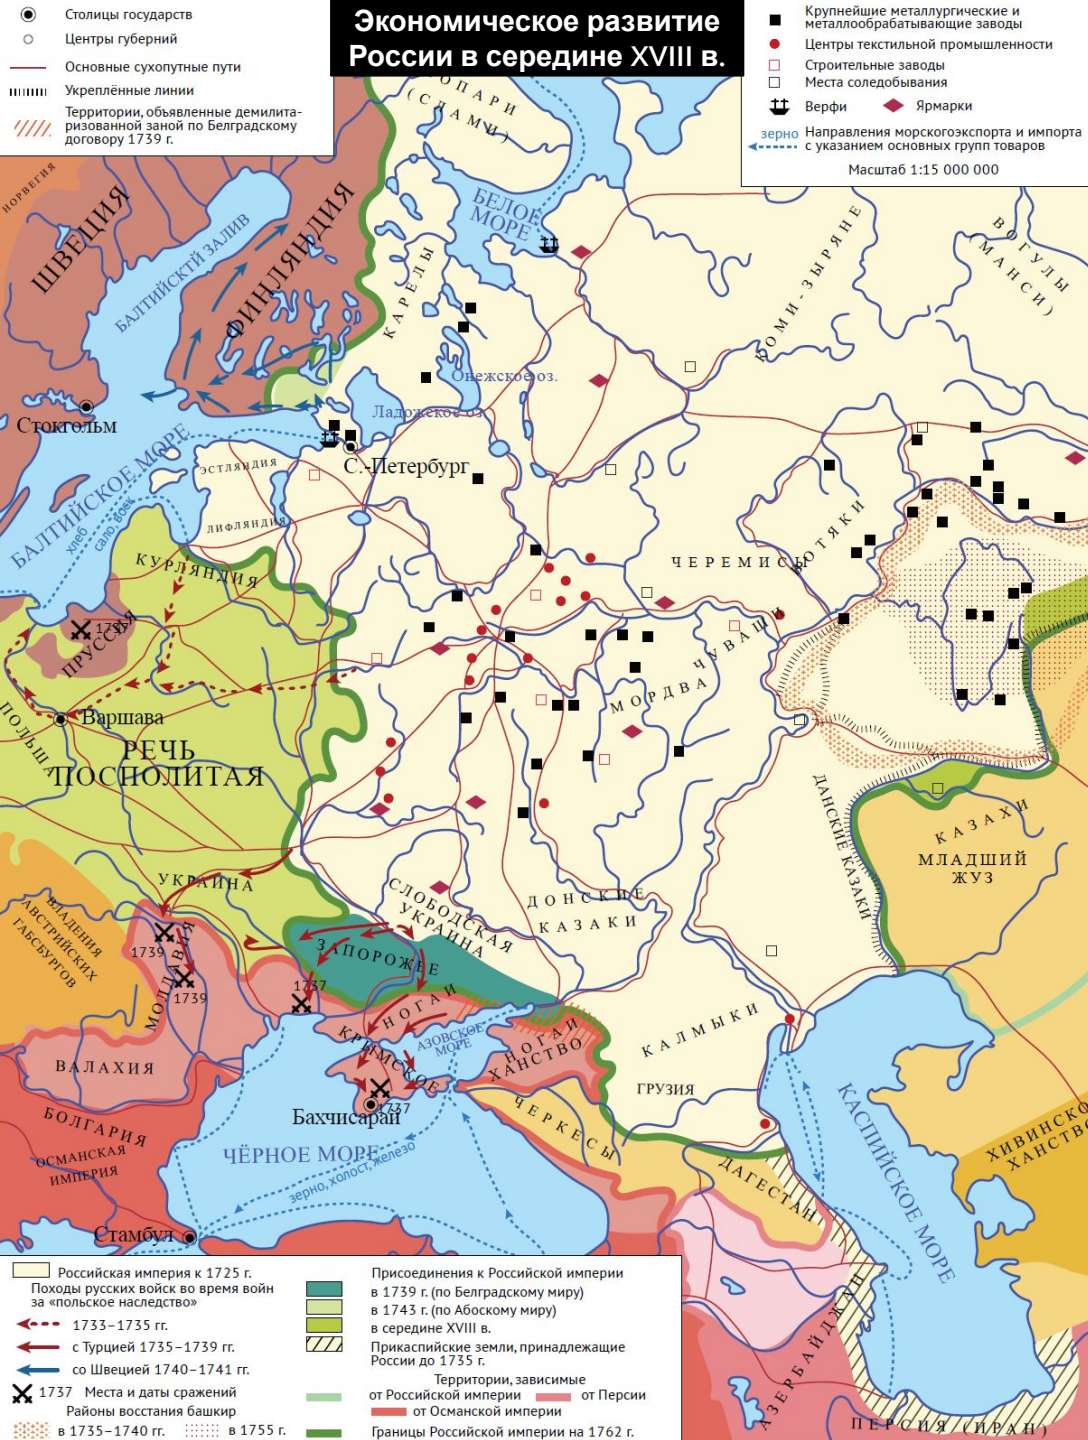 Столицы государств
Центры губерний
Основные сухопутные пути
Укреплённые линии
Территории, объявленные демилита-
ризованной заной по Белградскому
договору 1739 г.
Экономическое развитие
России в середине XVIII в.
Крупнейшие металлургические и
металлообрабатывающие заводы
Центры текстильной промышленности
Строительные заводы
Места соледобывания
Верфи
Ярмарки
зерно
Направления морскогоэкспорта и импорта
с указанием основных групп товаров
Масштаб 1:15 000 000
НОРВЕГИЯ
ШВЕЦИЯ
БАЛТИЙСКТЙ ЗАЛИВ
ФИНЛЯНДИЯ
ЛОПАРИ
(СДАМИ)
БЕЛОЕ
МОРЕ
КАРЕЛЫ
КОМИ-ЗЫРЯНЕ
ВОГУЛЫ
(МАНСИ)
Онежское оз.
Ладожское оз.
Стокгольм
С.-Петербург
БАЛТИЙСКОЕ МОРЕ
хлеб
сало, воск
ЭСТЛЯНДИЯ
ЛИФЛЯНДИЯ
КУРЛЯНДИЯ
ЧЕРЕМИСЫ
ВОТЯКИ
ЧУВАШИ
МОРДВА
ПРУССИЯ
Варшава
ПОЛЬША
РЕЧЬ
ПОСПОЛИТАЯ
ДАНСКИЕ КАЗАКИ
КАЗАХИ
МЛАДШИЙ
ЖУЗ
УКРАИНА
СЛОБОДСКАЯ
УКРАИНА
ДОНСКИЕ
КАЗАКИ
ВЛАДЕНИЯ
АВСТРИЙСКИХ
ГАБСБУРГОВ
1739
1739
МОЛДАВИЯ
ЗАПОРОЖЬЕ
1737
НОГАИ
КРЫМСКОЕ
АЗОВСКОЕ
МОРЕ
НОГАИ
ХАНСТВО
КАЛМЫКИ
ГРУЗИЯ
ВАЛАХИЯ
БОЛГАРИЯ
ОСМАНСКАЯ
ИМПЕРИЯ
1737
Бахчисарай
ЧЕРКЕСЫ
ЧЁРНОЕ МОРЕ
зерно, холст, железо
Стамбул
ДАГЕСТАН
КАСПИЙСКОЕ МОРЕ
ХИВИНСКО
ХАНСТВО
АЗЕРБАЙДЖАН
ПЕРСИЯ (ИРАН)
Российская империя к 1725 г.
Походы русских войск во время войн
за «польское наследство»
1733–1735 гг.
с Турцией 1735–1739 гг.
со Швецией 1740–1741 гг.
1737 Места и даты сражений
Районы восстания башкир
в 1735–1740 гг.
в 1755 г.
Присоединения к Российской империи
в 1739 г. (по Белградскому миру)
в 1743 г. (по Абоскому миру)
в середине XVIII в.
Прикаспийские земли, принадлежащие
России до 1735 г.
Территории, зависимые
от Российской империи
от Персии
от Османской империи
Границы Российской империи на 1762 г.